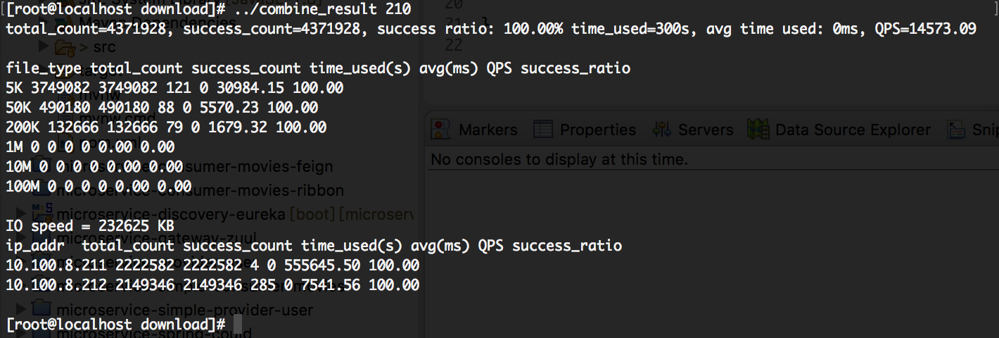 [root@localhost download]# ../combine_result 210
total_count=4371928, success_count=4371928, success ratio: 100.00% time_used=300s, avg time used: 0ms, QPS=14573.09
20
22
> src
file_type total_count success_count time_used(s) avg(ms) QPS success_ratio
5K 3749082 3749082 121 0 30984.15 100.00
50K 490180 490180 88 0 5570.23 100.00
200K 132666 132666 79 0 1679.32 100.00
1M 0 0 0 0 0.00 0.00
10M 0 0 0 0 0.00 0.00
100M 0 0 0 0 0.00 0.00
IO speed = 232625 KB
ip_addr total_count success_count time_used(s) avg(ms) QPS success_ratio
10.100.8.211 2222582 2222582 4 0 555645.50 100.00
10.100.8.212 2149346 2149346 285 0 7541.56 100.00
microservice-discovery-eureka [boot] [microserv
microservice-gateway-zuul
microservice-simple-provider-user
[root@localhost download]#
Markers Properties Servers Data Source Explorer Snip
No consoles to display at this time.